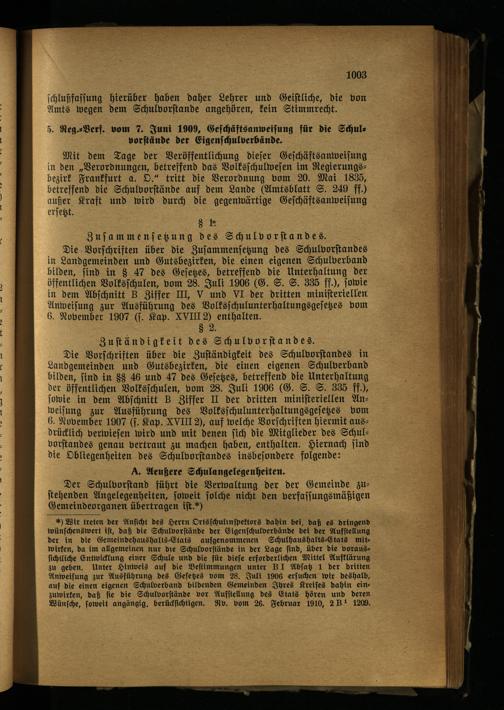 1003
schlußfassung hierüber haben daher Lehrer und Geistliche, die von
Amts wegen dem Schulvorstande angehören, kein Stimmrecht.
5. Reg.-Verf. vom 7. Juni 1909, Geschäftsanweisung für die Schul-
vorstände der Eigenschulverbände.
Mit dem Tage der Veröffentlichung dieser Geschäftsanweisung
in den „Verordnungen, betreffend das Volksschulwesen im Regierungs-
bezirk Frankfurt a. O.“ tritt die Verordnung vom 20. Mai 1835,
betreffend die Schulvorstände auf dem Lande (Amtsblatt S. 249 ff.)
außer Kraft und wird durch die gegenwärtige Geschäftsanweisung
ersetzt.
§ 1.
Zusammensetzung des Schulvorstandes.
Die Vorschriften über die Zusammensetzung des Schulvorstandes
in Landgemeinden und Gutsbezirken, die einen eigenen Schulverband
bilden, sind in § 47 des Gesetzes, betreffend die Unterhaltung der
öffentlichen Volksschulen, vom 28. Juli 1906 (G. S. S. 335 ff.), sowie
in dem Abschnitt B Ziffer III, V und VI der dritten ministeriellen
Anweisung zur Ausführung des Volksschulunterhaltungsgesetzes vom
6. November 1907 (s. Kap. XVIII 2) enthalten.
§ 2.
Zuständigkeit des Schulvorstandes.
Die Vorschriften über die Zuständigkeit des Schulvorstandes in
Landgemeinden und Gutsbezirken, die einen eigenen Schulverband
bilden, sind in §§ 46 und 47 des Gesetzes, betreffend die Unterhaltung
der öffentlichen Schulen, vom 28. Juli 1906 (G. S. S. 335 ff.),
sowie in dem Abschnitt B Ziffer II der dritten ministeriellen An-
weisung zur Ausführung des Volksschulunterhaltungsgesetzes vom
6. November 1907 (s. Kap. XVIII 2), auf welche Vorschriften hiermit aus-
drücklich verwiesen wird und mit denen sich die Mitglieder des Schul-
vorstandes genau vertraut zu machen haben, enthalten. Hiernach sind
die Obliegenheiten des Schulvorstandes insbesondere folgende:
A. Aeußere Schulangelegenheiten.
Der Schulvorstand führt die Verwaltung der der Gemeinde zu-
stehenden Angelegenheiten, soweit solche nicht den verfassungsmäßigen
Gemeindeorganen übertragen ist.*)
*) Wir treten der Ansicht des Herrn Ortsschulinspektors dahin bei, daß es dringend
wünschenswert ist, daß die Schulvorstände der Eigenschulverbände bei der Aufstellung
der in die Gemeindehaushalts-Etats aufgenommenen Schulhaushalts-Etats mit-
wirken, da im allgemeinen nur die Schulvorstände in der Lage sind, über die voraus-
sichtliche Entwicklung einer Schule und die für diese erforderlichen Mittel Aufklärung
zu geben. Unter Hinweis auf die Bestimmungen unter B I Absatz 1 der dritten
Anweisung zur Ausführung des Gesetzes vom 28. Juli 1906 ersuchen wir deshalb,
auf die einen eigenen Schulverband bildenden Gemeinden Ihres Kreises dahin ein-
zuwirken, daß sie die Schulvorstände vor Aufstellung des Etats hören und deren
Wünsche, soweit angängig, berücksichtigen. Rv. vom 26. Februar 1910, 2 B¹ 1209.